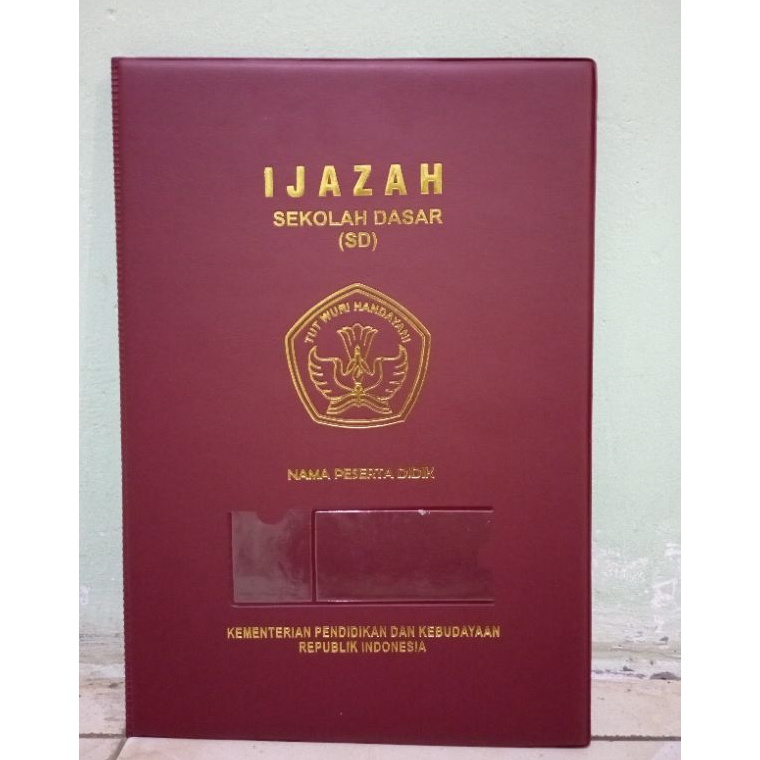 IJAZAH
SEKOLAH DASAR
(SD)
TUT WURI HANDAYANI
NAMA PESERTA DIDIK
KEMENTERIAN PENDIDIKAN DAN KEBUDAYAAN
REPUBLIK INDONESIA